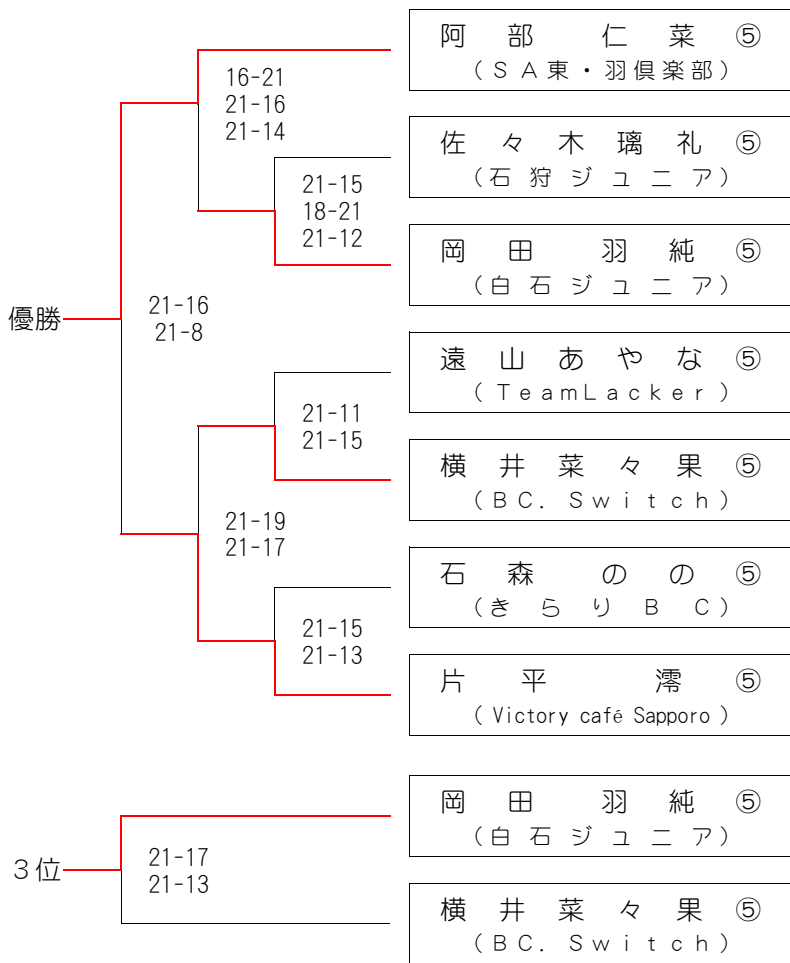 阿部 仁菜 ⑤
(SA東・羽倶楽部)
16-21
21-16
21-14
佐々木璃礼 ⑤
(石狩ジュニア)
21-15
18-21
21-12
岡田 羽純 ⑤
(白石ジュニア)
優勝
21-16
21-8
遠山あやな ⑤
(TeamLacker)
21-11
21-15
横井菜々果 ⑤
(BC. Switch)
21-19
21-17
石森 のの ⑤
(きらりBC)
21-15
21-13
片平 澪 ⑤
(Victory café Sapporo)
岡田 羽純 ⑤
(白石ジュニア)
3位
21-17
21-13
横井菜々果 ⑤
(BC. Switch)